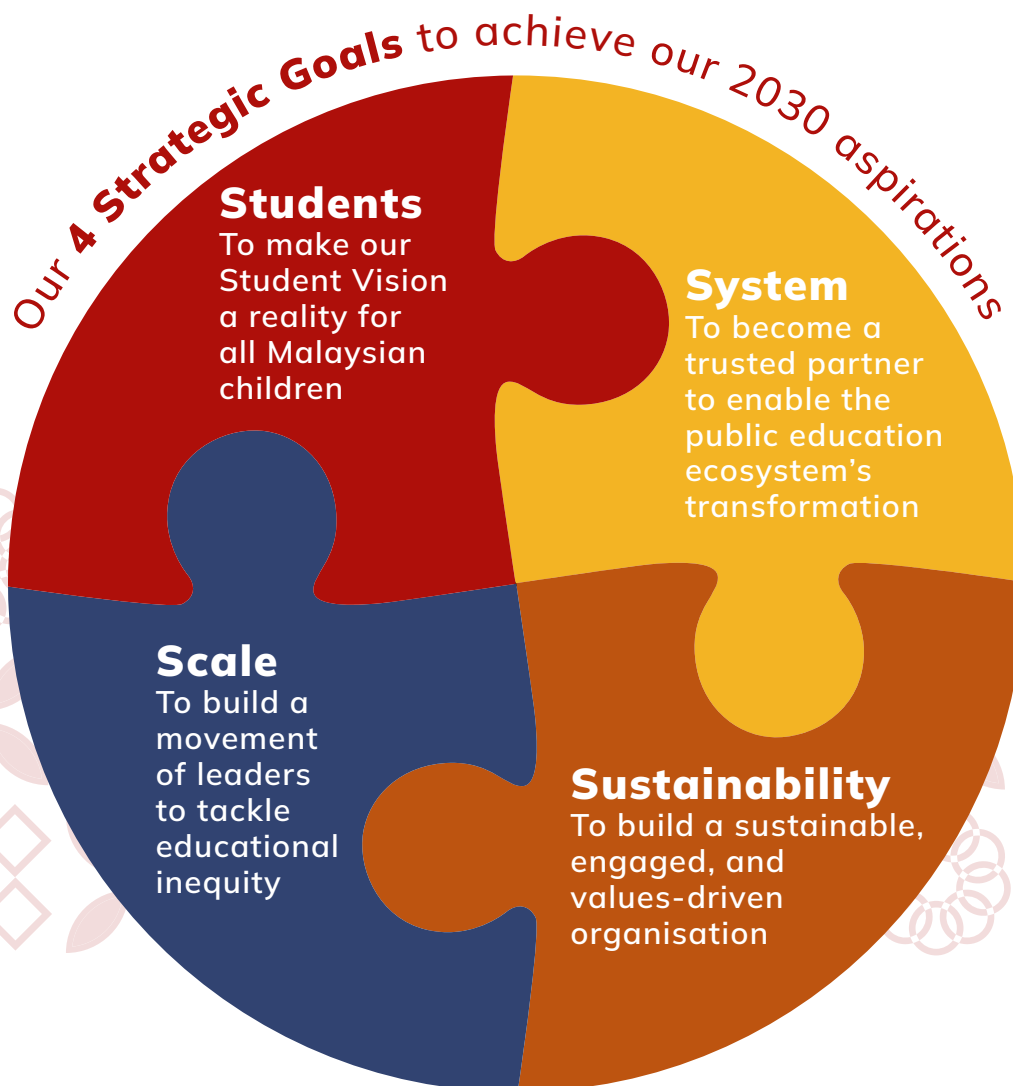 Our 4 Strategic Goals to achieve our 2030 aspirations
Students
To make our
Student Vision
a reality for
all Malaysian
children
System
To become a
trusted partner
to enable the
public education
ecosystem’s
transformation
Scale
To build a
movement
of leaders
to tackle
educational
inequity
Sustainability
To build a sustainable,
engaged, and
values-driven
organisation